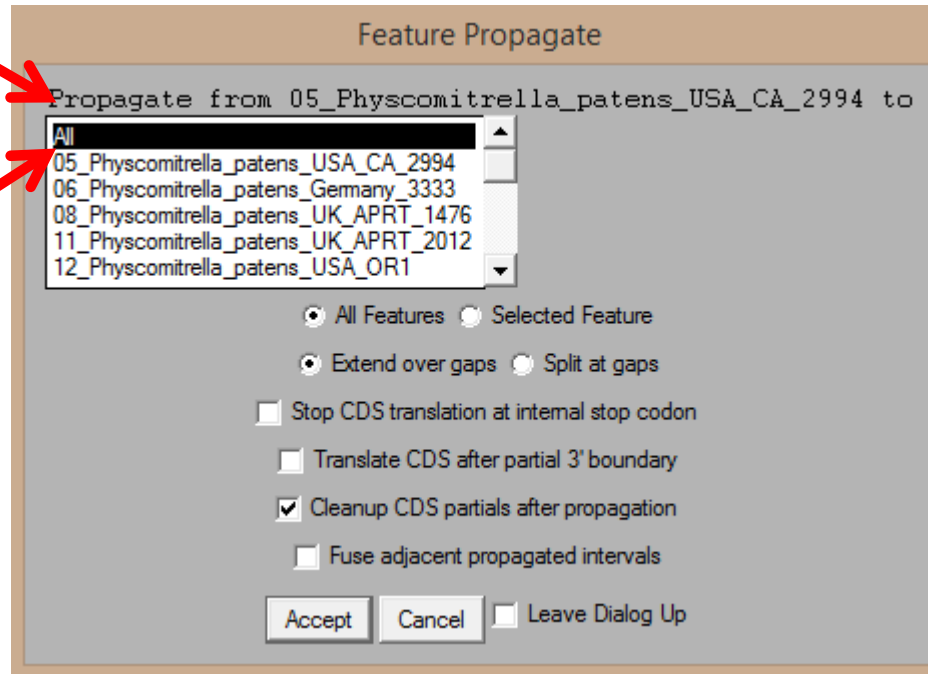 Feature Propagate
Propagate from 05_Physcomitrella_patens_USA_CA_2994 to
All
05_Physcomitrella_patens_USA_CA_2994
06_Physcomitrella_patens_Germany_3333
08_Physcomitrella_patens_UK_APRT_1476
11_Physcomitrella_patens_UK_APRT_2012
12_Physcomitrella_patens_USA_OR1
All Features Selected Feature
Extend over gaps Split at gaps
Stop CDS translation at internal stop codon
Translate CDS after partial 3' boundary
Cleanup CDS partials after propagation
Fuse adjacent propagated intervals
Accept Cancel Leave Dialog Up